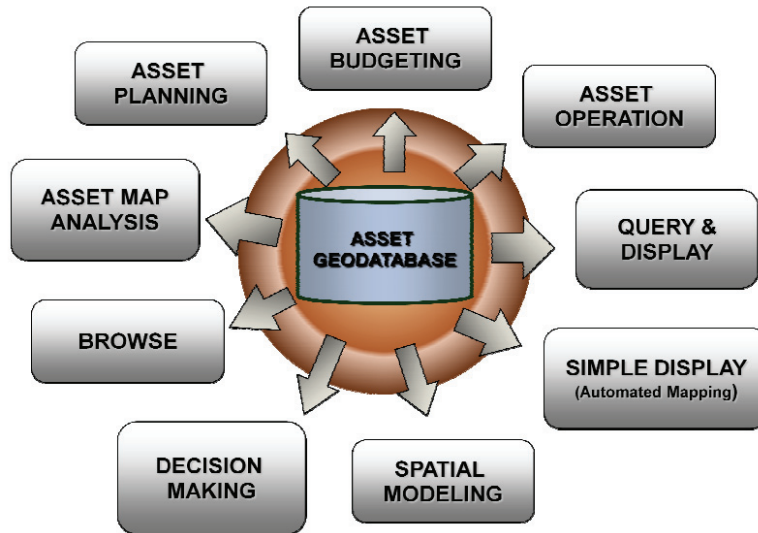 ASSET
BUDGETING
ASSET
PLANNING
ASSET
OPERATION
ASSET MAP
ANALYSIS
ASSET
GEODATABASE
QUERY &
DISPLAY
BROWSE
SIMPLE DISPLAY
(Automated Mapping)
DECISION
MAKING
SPATIAL
MODELING